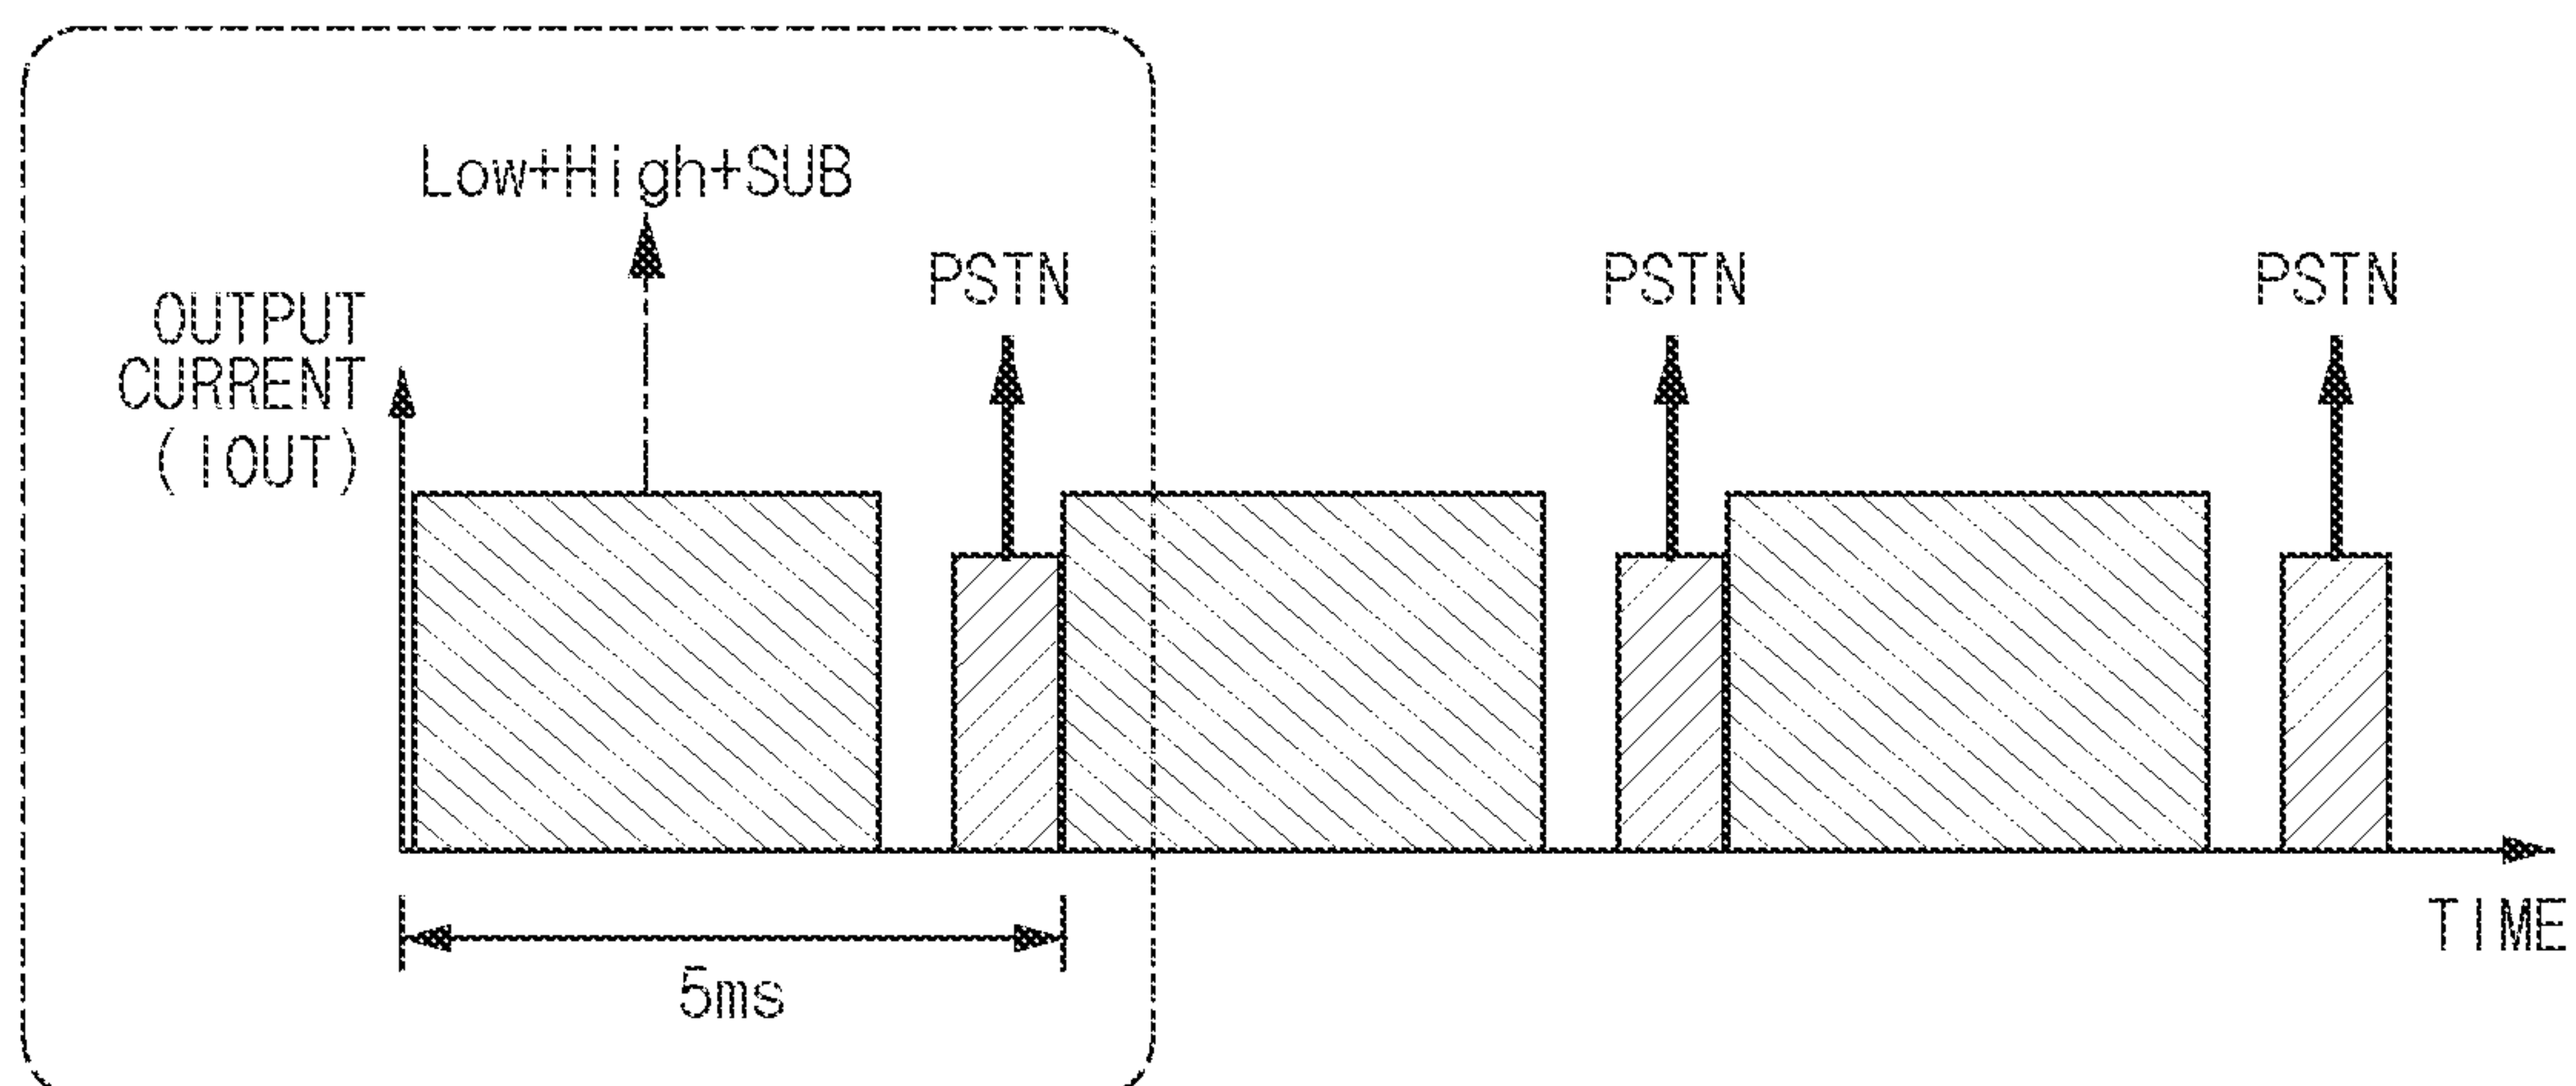 Low+High+SUB
PSTN
PSTN
PSTN
OUTPUT
CURRENT
(IOUT)
TIME
5ms